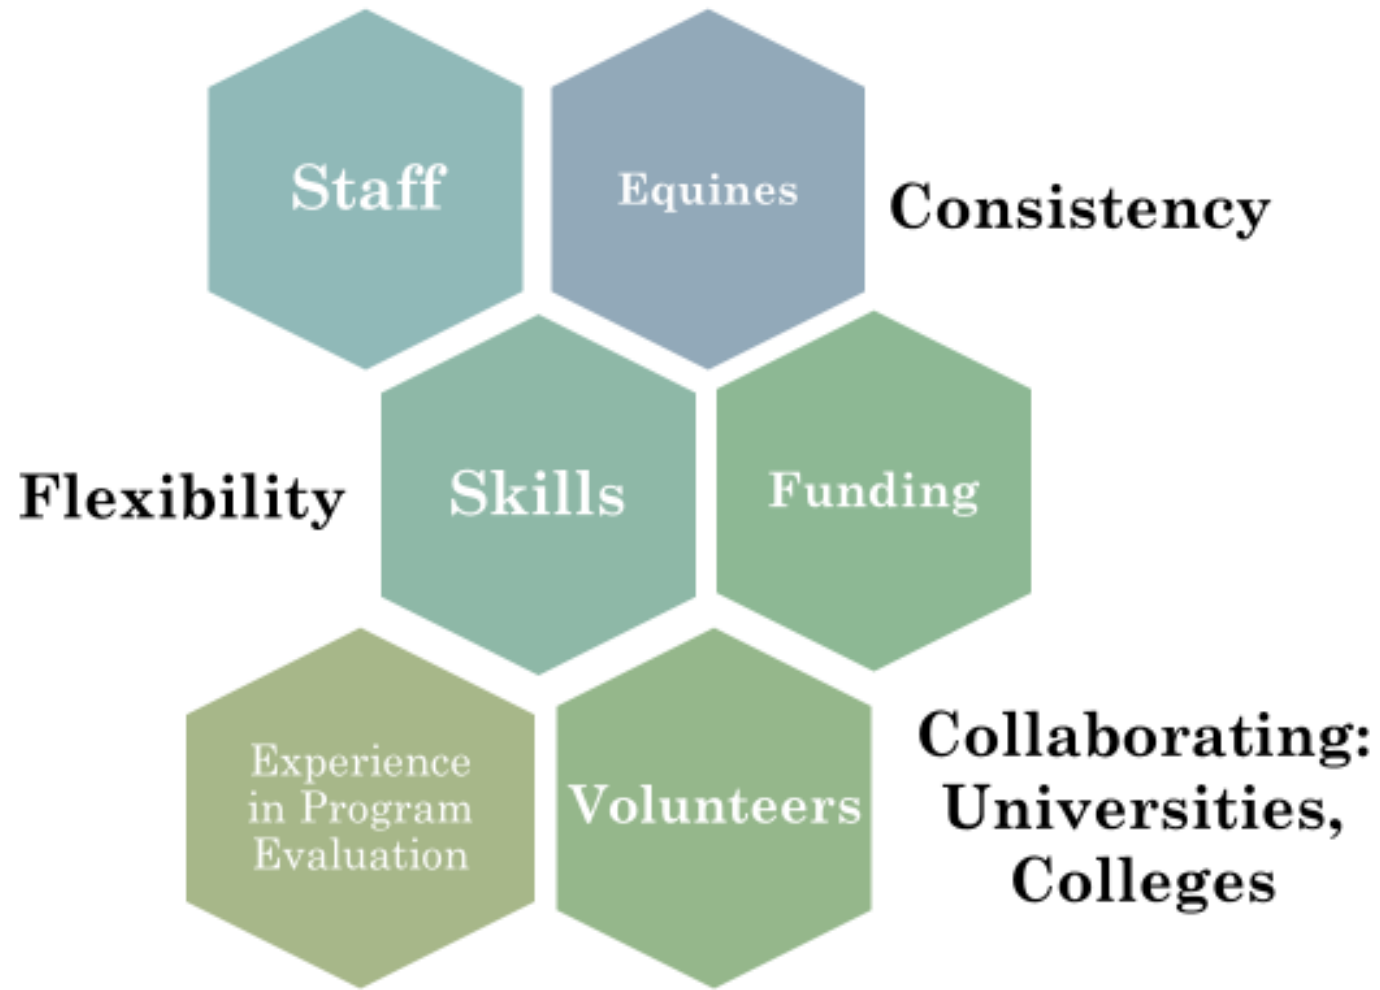 Staff
Equines
Consistency
Flexibility
Skills
Funding
Experience
in Program
Evaluation
Volunteers
Collaborating:
Universities,
Colleges